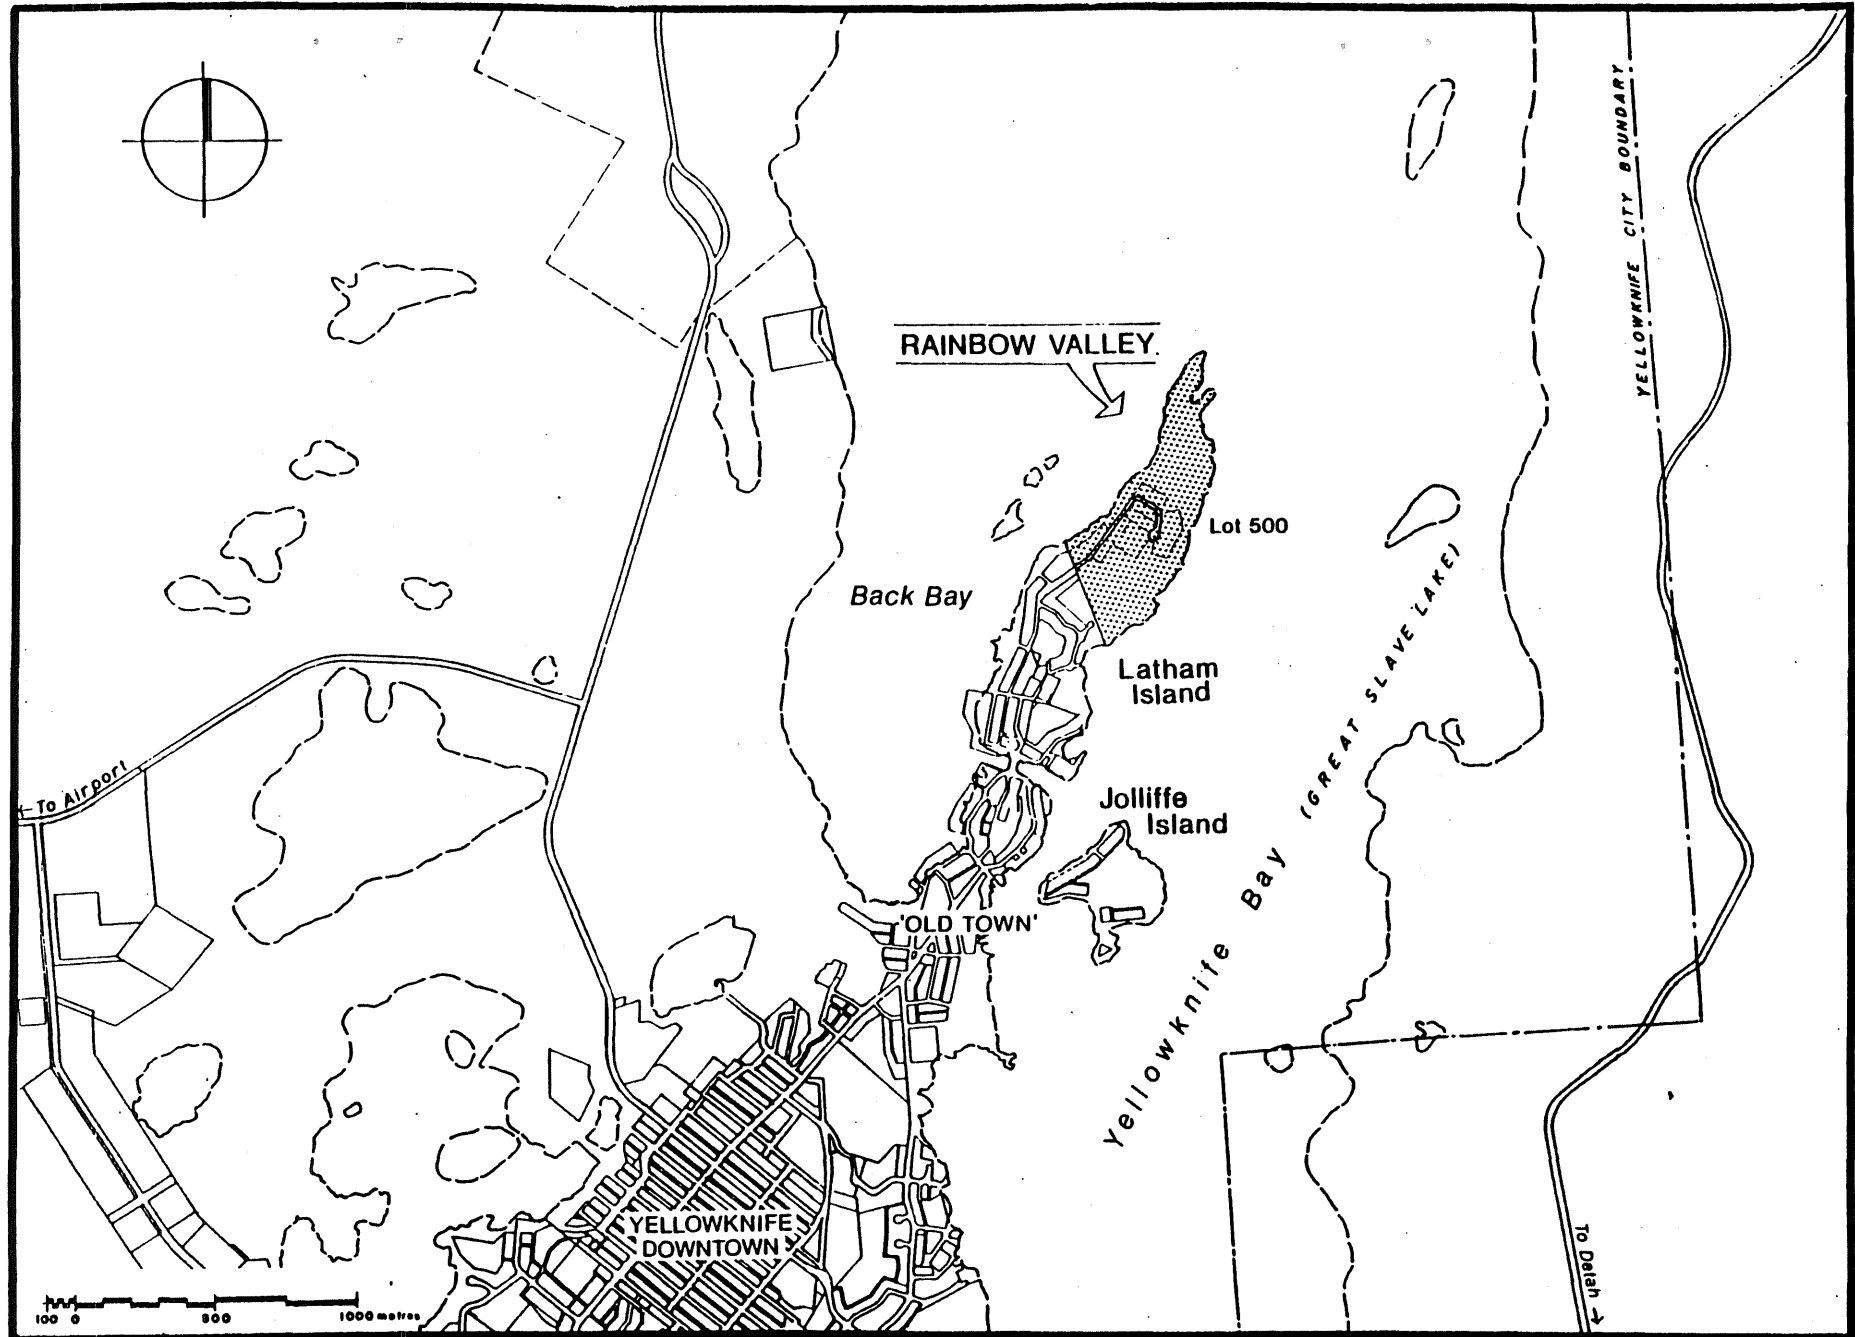 YELLOWKNIFE CITY BOUNDARY
RAINBOW VALLEY
Lot 500
Back Bay
Latham
Island
←To Airport
Jolliffe
Island
'OLD TOWN'
Yellowknife Bay (GREAT SLAVE LAKE)
YELLOWKNIFE
DOWNTOWN
To Detah →
100 0 500 1000 metres